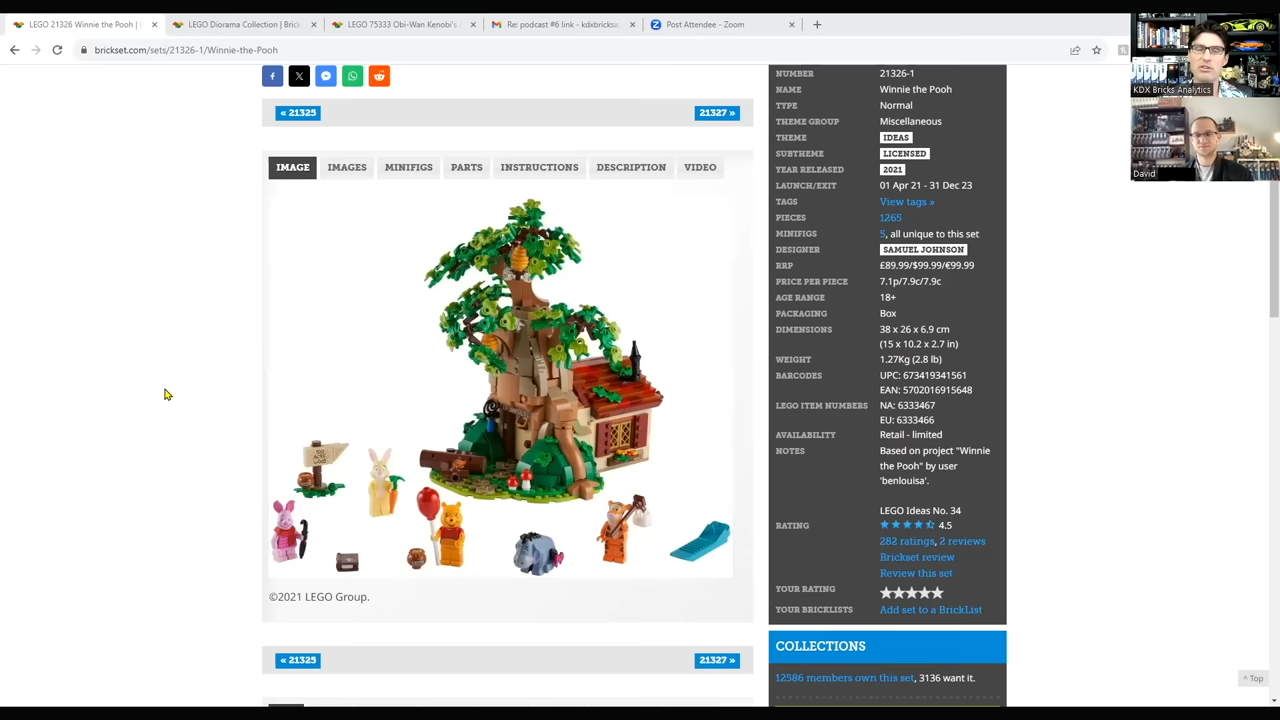 LEGO 21326 Winnie the Pooh |
LEGO Diorama Collection | Brick
LEGO 75333 Obi-Wan Kenobi's
Re: podcast #6 link - kdxbricksa
Post Attendee - Zoom
brickset.com/sets/21326-1/Winnie-the-Pooh
KDX Bricks Analytics
David
« 21325
21327 »
IMAGE
IMAGES
MINIFIGS
PARTS
INSTRUCTIONS
DESCRIPTION
VIDEO
100
ACRE
WOOD
©2021 LEGO Group.
« 21325
21327 »
NUMBER 21326-1
NAME Winnie the Pooh
TYPE Normal
THEME GROUP Miscellaneous
THEME IDEAS
SUBTHEME LICENSED
YEAR RELEASED 2021
LAUNCH/EXIT 01 Apr 21 - 31 Dec 23
TAGS View tags »
PIECES 1265
MINIFIGS 5, all unique to this set
DESIGNER SAMUEL JOHNSON
RRP £89.99/$99.99/€99.99
PRICE PER PIECE 7.1p/7.9c/7.9c
AGE RANGE 18+
PACKAGING Box
DIMENSIONS 38 x 26 x 6.9 cm
(15 x 10.2 x 2.7 in)
WEIGHT 1.27Kg (2.8 lb)
BARCODES UPC: 673419341561
EAN: 5702016915648
LEGO ITEM NUMBERS NA: 6333467
EU: 6333466
AVAILABILITY Retail - limited
NOTES Based on project "Winnie
the Pooh" by user
'benlouisa'.
LEGO Ideas No. 34
RATING 4.5
282 ratings, 2 reviews
Brickset review
Review this set
YOUR RATING
YOUR BRICKLISTS Add set to a BrickList
COLLECTIONS
12586 members own this set, 3136 want it.
^ Top